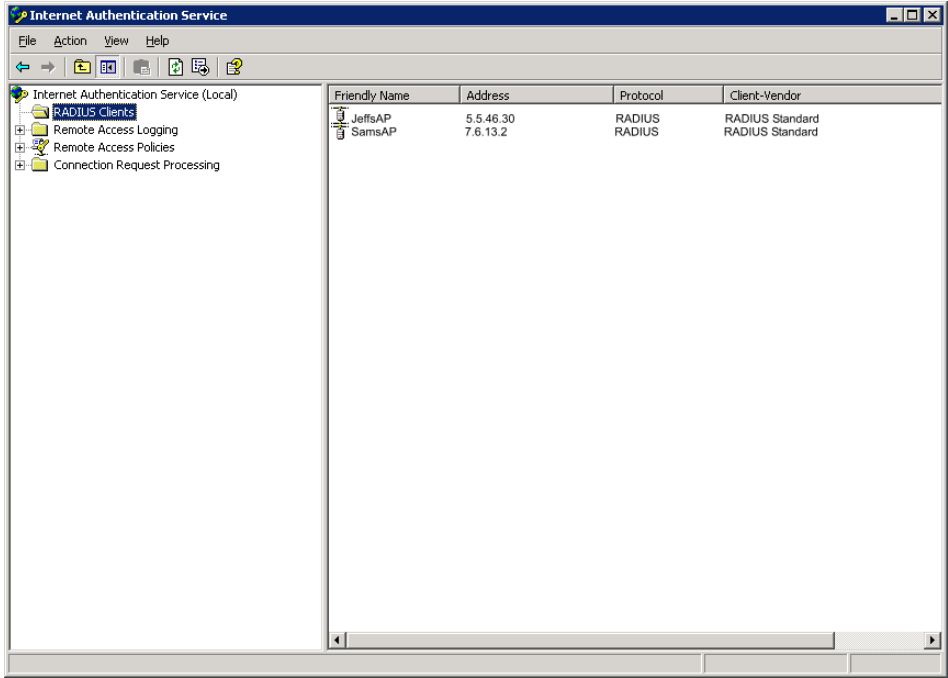 Internet Authentication Service
File Action View Help
Internet Authentication Service (Local)
RADIUS Clients
Remote Access Logging
Remote Access Policies
Connection Request Processing
Friendly Name Address Protocol Client-Vendor
JeffsAP 5.5.46.30 RADIUS RADIUS Standard
SamsAP 7.6.13.2 RADIUS RADIUS Standard